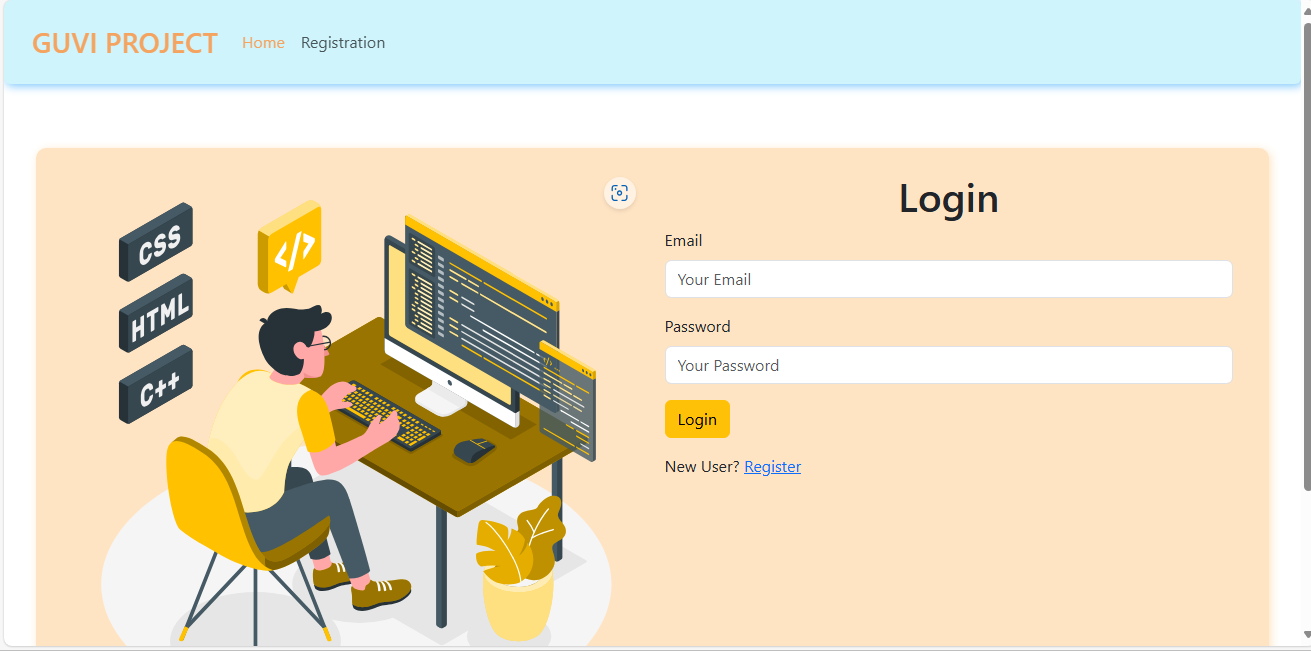 GUVI PROJECT Home Registration
CSS
</>
HTML
C++
Login
Email
Your Email
Password
Your Password
Login
New User? Register